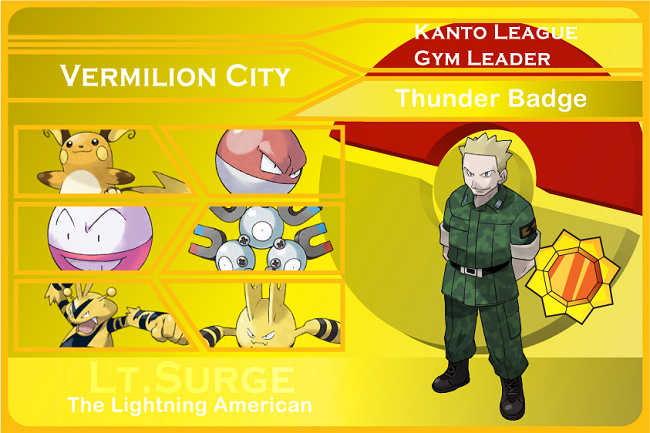 Kanto League
Gym Leader
Vermilion City
Thunder Badge
Lt.Surge
The Lightning American